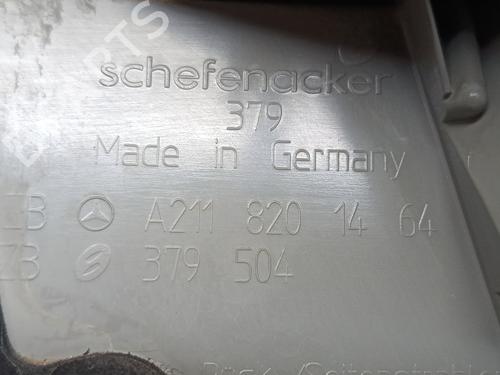 schefenacker
379
Made in Germany
ZB A211 820 14 64
ZB 379 504